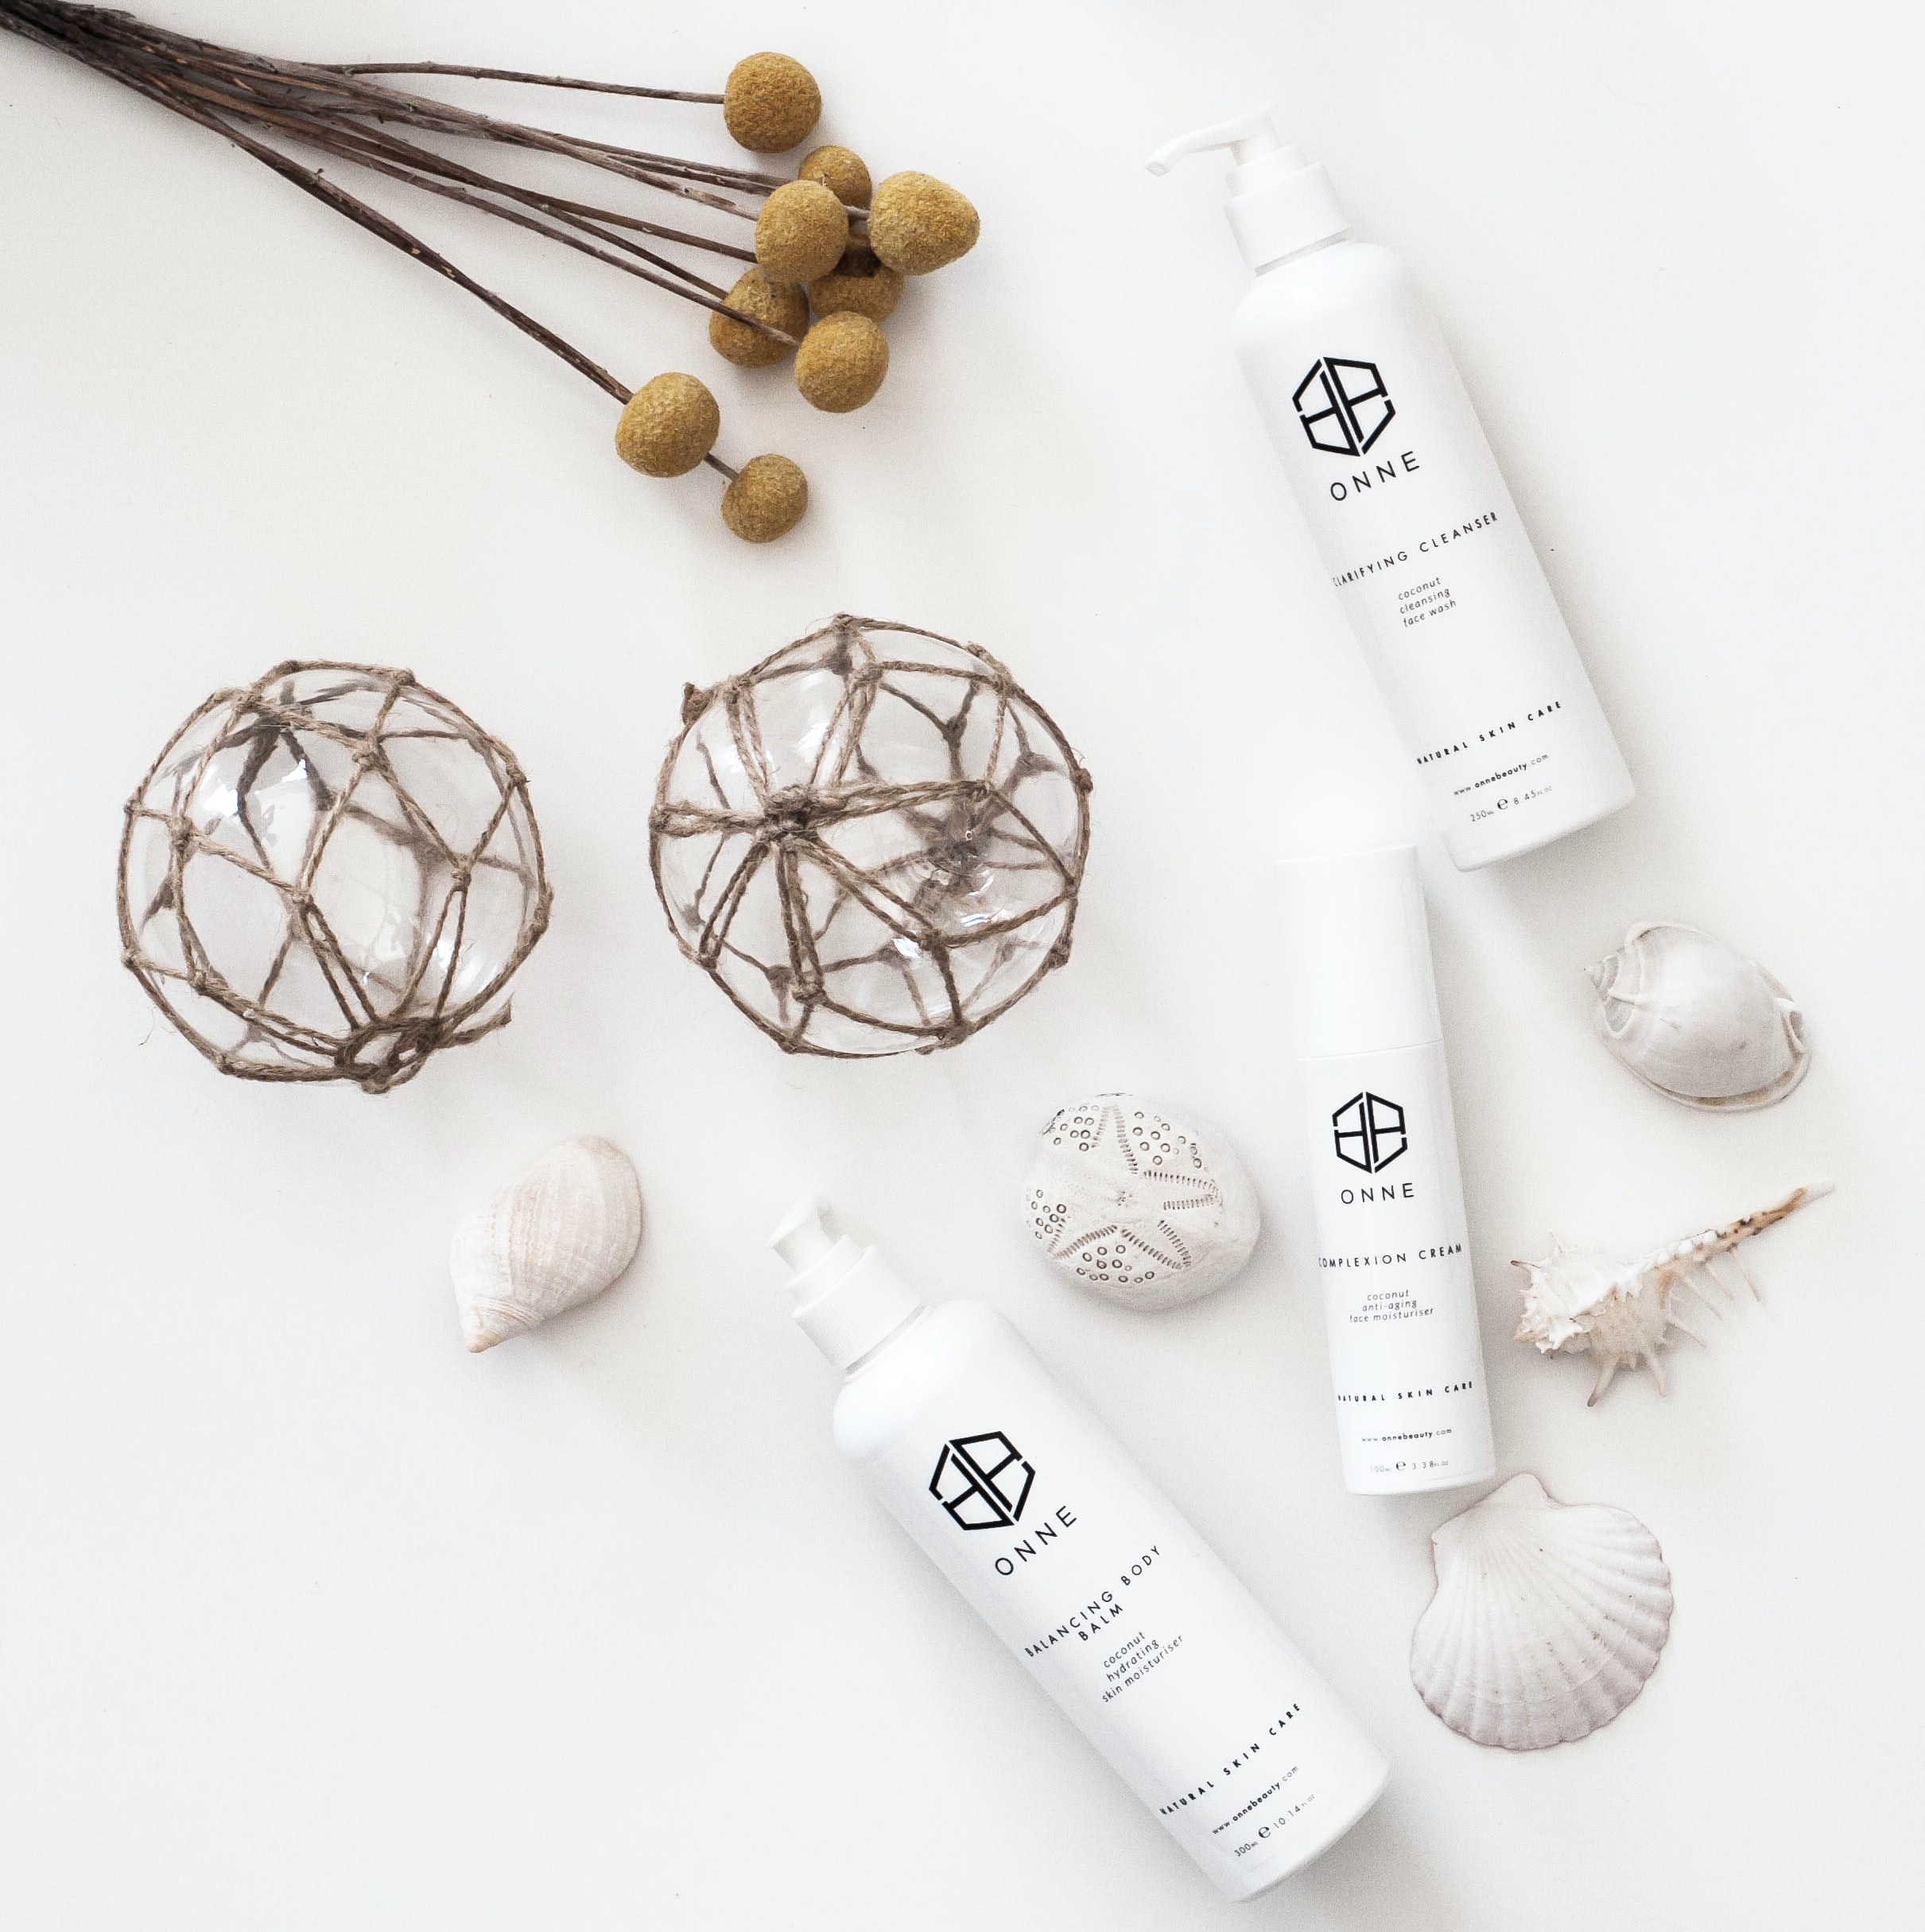 ONNE
CLARIFYING CLEANSER
coconut
cleansing
face wash
NATURAL SKIN CARE
www.onnebeauty.com
250ml e 8.45fl.oz
ONNE
COMPLEXION CREAM
coconut
anti-aging
face moisturiser
NATURAL SKIN CARE
www.onnebeauty.com
100ml e 3.38fl.oz
ONNE
BALANCING BODY
BALM
coconut
hydrating
skin moisturiser
NATURAL SKIN CARE
www.onnebeauty.com
300ml e 10.14fl.oz